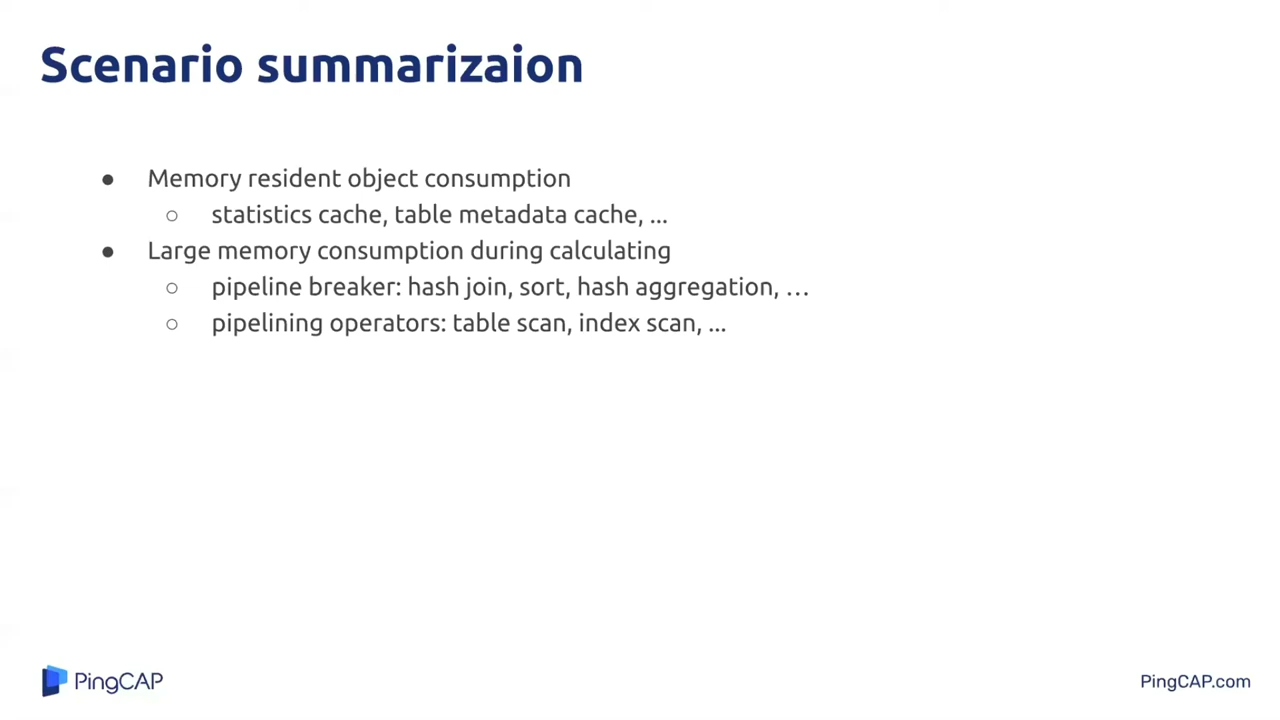 Scenario summarizaion
● Memory resident object consumption
○ statistics cache, table metadata cache, ...
● Large memory consumption during calculating
○ pipeline breaker: hash join, sort, hash aggregation, …
○ pipelining operators: table scan, index scan, ...
PingCAP
PingCAP.com